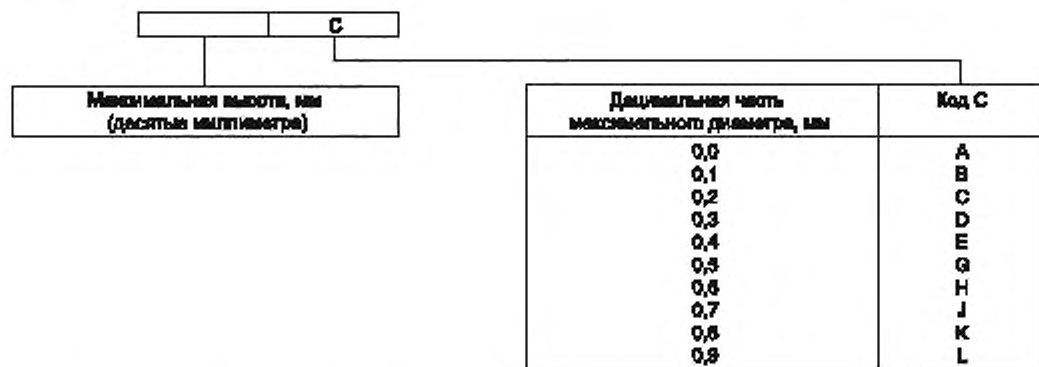 С
Максимальная высота, мм
(десятые миллиметра)
Децимальная часть
максимального диаметра, мм
Код С
0,0 A
0,1 B
0,2 C
0,3 D
0,4 E
0,5 G
0,6 H
0,7 J
0,8 K
0,9 L